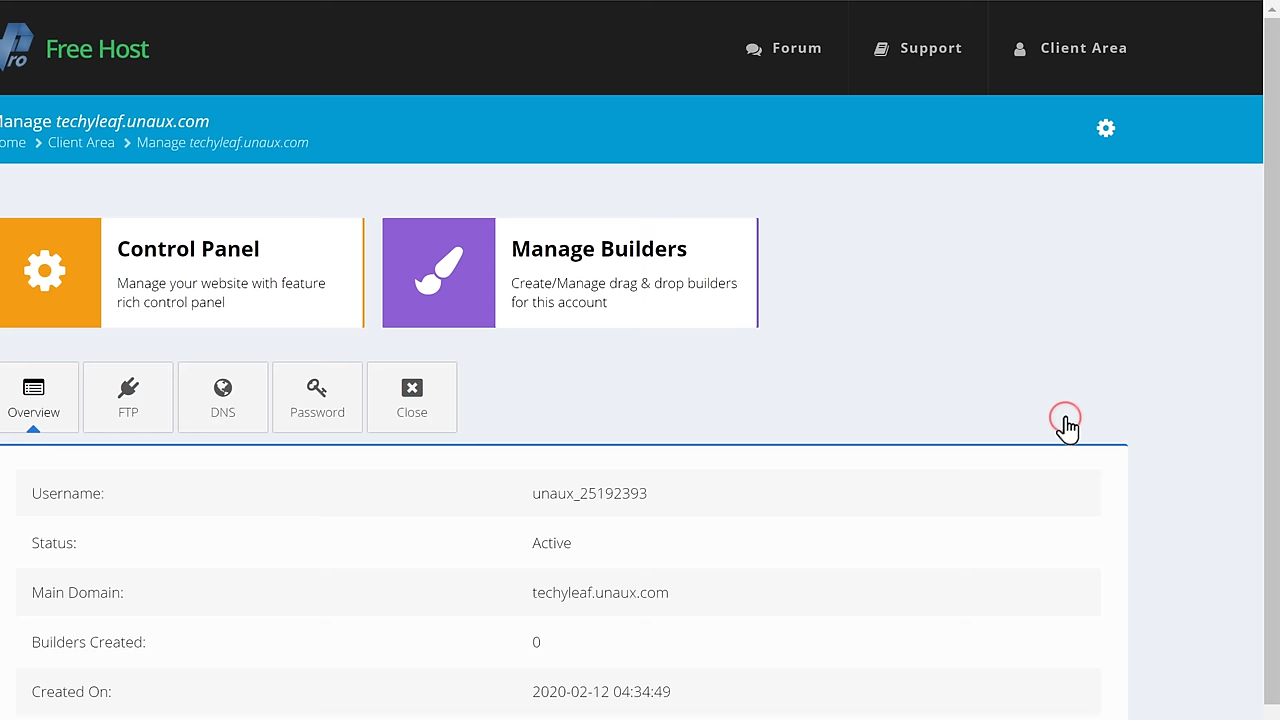 ro Free Host
Forum
Support
Client Area
anage techyleaf.unaux.com
ome Client Area Manage techyleaf.unaux.com
Control Panel
Manage your website with feature
rich control panel
Manage Builders
Create/Manage drag & drop builders
for this account
Overview
FTP
DNS
Password
Close
Username: unaux_25192393
Status: Active
Main Domain: techyleaf.unaux.com
Builders Created: 0
Created On: 2020-02-12 04:34:49